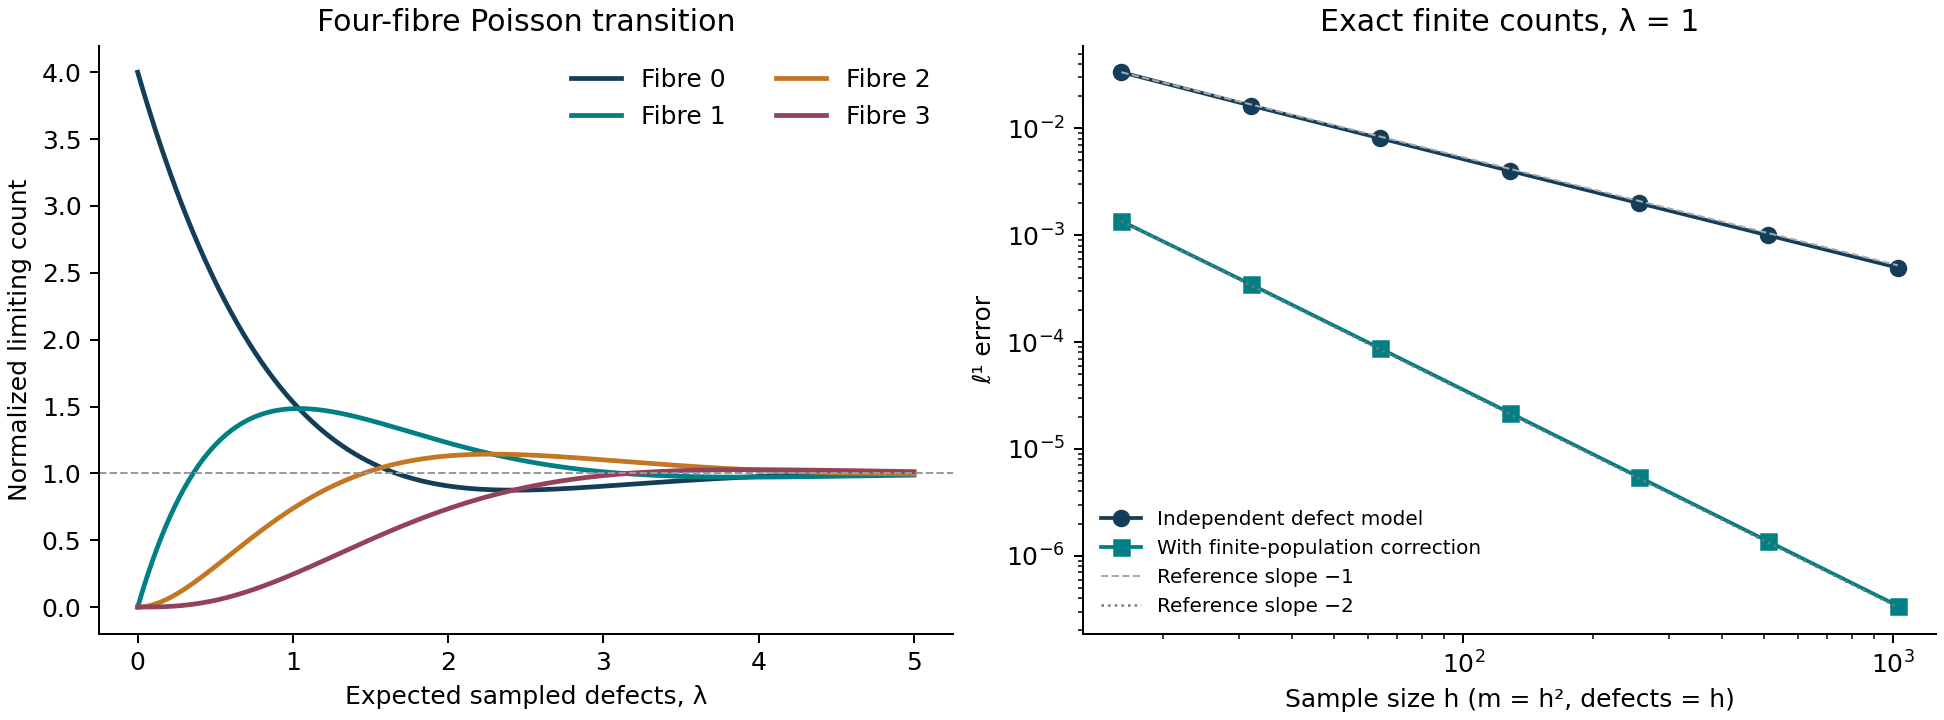 Four-fibre Poisson transition
Normalized limiting count
4.0
3.5
3.0
2.5
2.0
1.5
1.0
0.5
0.0
Fibre 0
Fibre 1
Fibre 2
Fibre 3
0 1 2 3 4 5
Expected sampled defects, λ
Exact finite counts, λ = 1
ℓ¹ error
10⁻²
10⁻³
10⁻⁴
10⁻⁵
10⁻⁶
Independent defect model
With finite-population correction
Reference slope −1
Reference slope −2
10² 10³
Sample size h (m = h², defects = h)